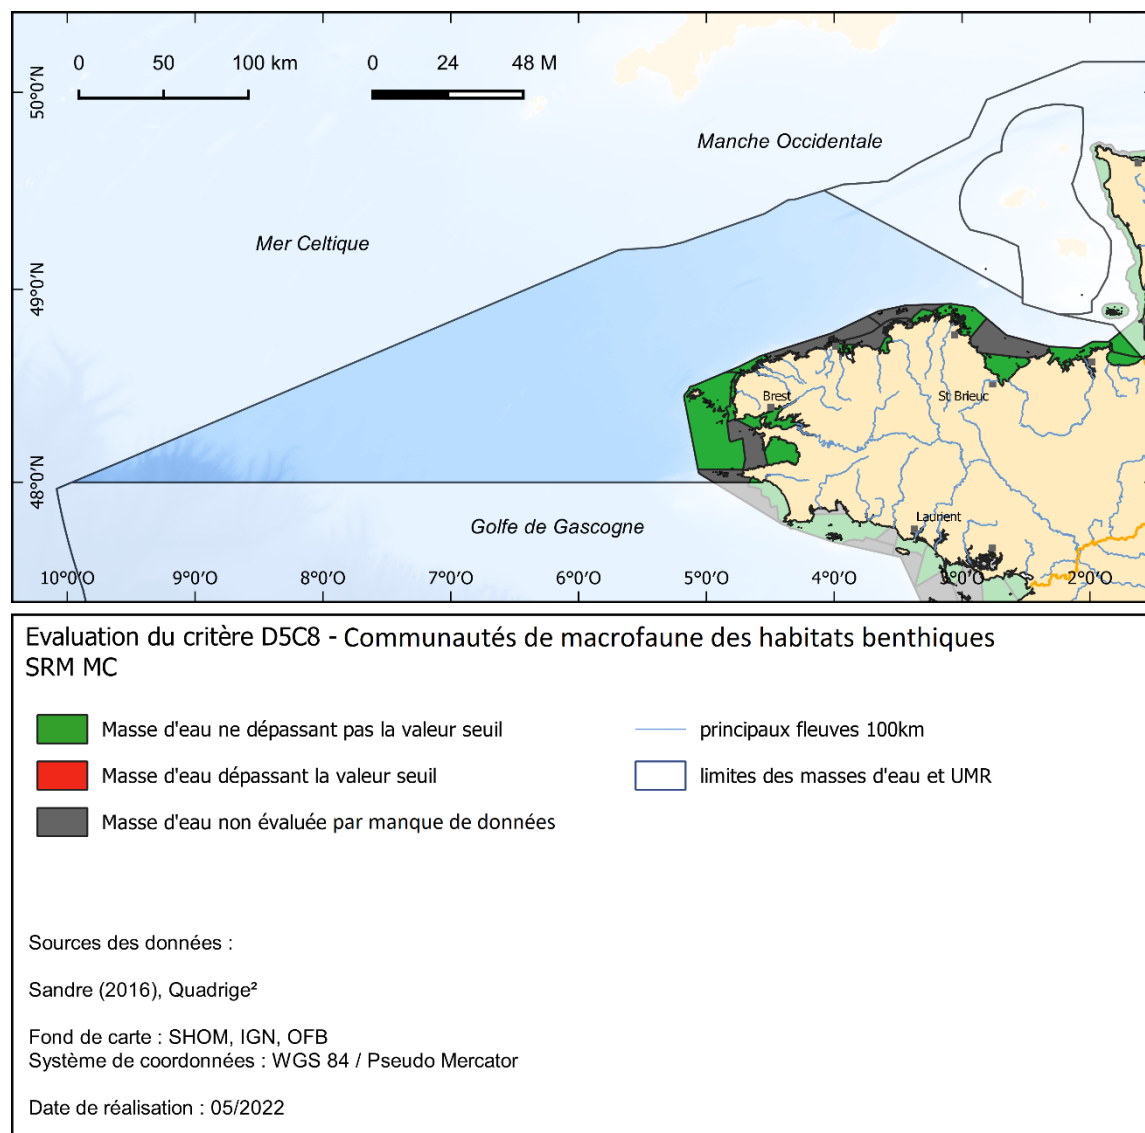 0 50 100 km 0 24 48 M
50°0’N
Manche Occidentale
Mer Celtique
49°0’N
Brest
St Brieuc
48°0’N
Golfe de Gascogne
Laurient
10°0’O 9°0’O 8°0’O 7°0’O 6°0’O 5°0’O 4°0’O 3°0’O 2°0’O
Evaluation du critère D5C8 - Communautés de macrofaune des habitats benthiques
SRM MC
Masse d'eau ne dépassant pas la valeur seuil
principaux fleuves 100km
Masse d'eau dépassant la valeur seuil
limites des masses d'eau et UMR
Masse d'eau non évaluée par manque de données
Sources des données :
Sandre (2016), Quadrige²
Fond de carte : SHOM, IGN, OFB
Système de coordonnées : WGS 84 / Pseudo Mercator
Date de réalisation : 05/2022